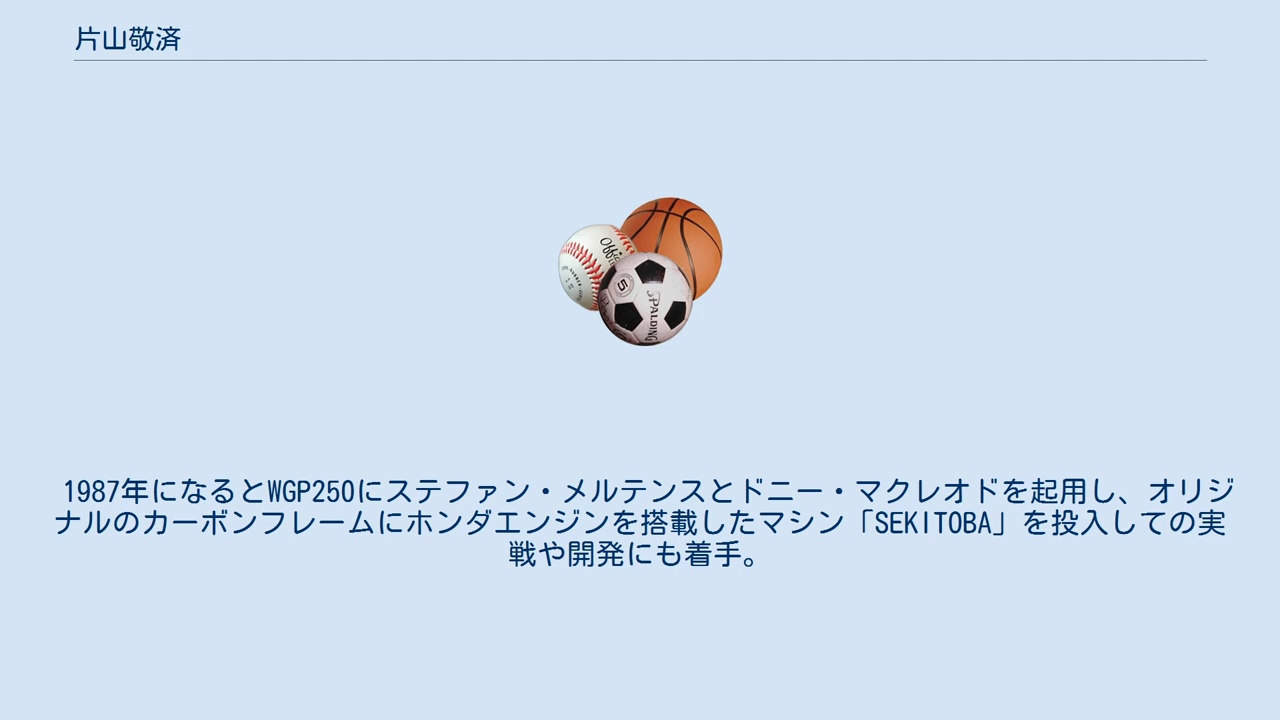 片山敬済
Offic
5
SPALDING
1987年になるとWGP250にステファン・メルテンスとドニー・マクレオドを起用し、オリジ
ナルのカーボンフレームにホンダエンジンを搭載したマシン「SEKITOBA」を投入しての実
戦や開発にも着手。